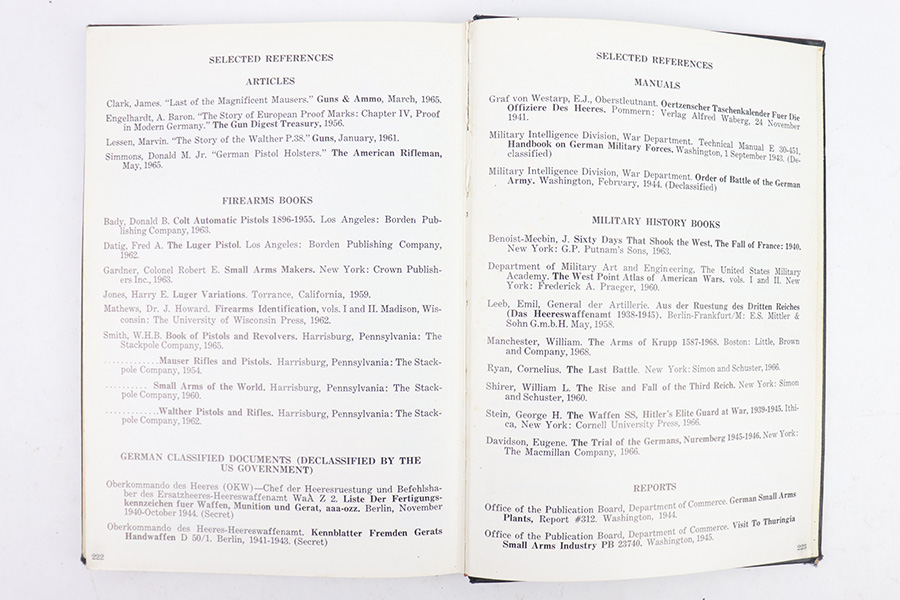 SELECTED REFERENCES
ARTICLES
Clark, James. "Last of the Magnificent Mausers." Guns & Ammo, March, 1965.
Engelhardt, A. Baron. "The Story of European Proof Marks: Chapter IV, Proof
in Modern Germany." The Gun Digest Treasury, 1956.
Lessen, Marvin. "The Story of the Walther P.38." Guns, January, 1961.
Simmons, Donald M. Jr. "German Pistol Holsters." The American Rifleman,
May, 1965.
FIREARMS BOOKS
Bady, Donald B. Colt Automatic Pistols 1896-1955. Los Angeles: Borden Pub-
lishing Company, 1963.
Datig, Fred A. The Luger Pistol. Los Angeles: Borden Publishing Company,
1962.
Gardner, Colonel Robert E. Small Arms Makers. New York: Crown Publish-
ers Inc., 1963.
Jones, Harry E. Luger Variations. Torrance, California, 1959.
Mathews, Dr. J. Howard. Firearms Identification, vols. I and II. Madison, Wis-
consin: The University of Wisconsin Press, 1962.
Smith, W.H.B. Book of Pistols and Revolvers. Harrisburg, Pennsylvania: The
Stackpole Company, 1965.
.............Mauser Rifles and Pistols. Harrisburg, Pennsylvania: The Stack-
pole Company, 1954.
.......... Small Arms of the World. Harrisburg, Pennsylvania: The Stack-
pole Company, 1960.
.............Walther Pistols and Rifles. Harrisburg, Pennsylvania: The Stack-
pole Company, 1962.
GERMAN CLASSIFIED DOCUMENTS (DECLASSIFIED BY THE
US GOVERNMENT)
Oberkommando des Heeres (OKW)—Chef der Heeresruestung und Befehlsha-
ber des Ersatzheeres-Heereswaffenamt WaA Z 2. Liste Der Fertigungs-
kennzeichen fuer Waffen, Munition und Gerat, aaa-ozz. Berlin, November
1940-October 1944. (Secret)
Oberkommando des Heeres-Heereswaffenamt. Kennblatter Fremden Gerats
Handwaffen D 50/1. Berlin, 1941-1943. (Secret)
222
SELECTED REFERENCES
MANUALS
Graf von Westarp, E.J., Oberstleutnant. Oertzenscher Taschenkalender Fuer Die
Offiziere Des Heeres. Pommern: Verlag Alfred Waberg, 24 November
1941.
Military Intelligence Division, War Department. Technical Manual E 30-451,
Handbook on German Military Forces. Washington, 1 September 1943. (De-
classified)
Military Intelligence Division, War Department. Order of Battle of the German
Army. Washington, February, 1944. (Declassified)
MILITARY HISTORY BOOKS
Benoist-Mecbin, J. Sixty Days That Shook the West, The Fall of France: 1940.
New York: G.P. Putnam's Sons, 1963.
Department of Military Art and Engineering, The United States Military
Academy. The West Point Atlas of American Wars. vols. I and II. New
York: Frederick A. Praeger, 1960.
Leeb, Emil, General der Artillerie. Aus der Ruestung des Dritten Reiches
(Das Heereswaffenamt 1938-1945). Berlin-Frankfurt/M: E.S. Mittler &
Sohn G.m.b.H. May, 1958.
Manchester, William. The Arms of Krupp 1587-1968. Boston: Little, Brown
and Company, 1968.
Ryan, Cornelius. The Last Battle. New York: Simon and Schuster, 1966.
Shirer, William L. The Rise and Fall of the Third Reich. New York: Simon
and Schuster, 1960.
Stein, George H. The Waffen SS, Hitler's Elite Guard at War, 1939-1945. Ithi-
ca, New York: Cornell University Press, 1966.
Davidson, Eugene. The Trial of the Germans, Nuremberg 1945-1946. New York:
The Macmillan Company, 1966.
REPORTS
Office of the Publication Board, Department of Commerce. German Small Arms
Plants, Report #312. Washington, 1944.
Office of the Publication Board, Department of Commerce. Visit To Thuringia
Small Arms Industry PB 23740. Washington, 1945.
223